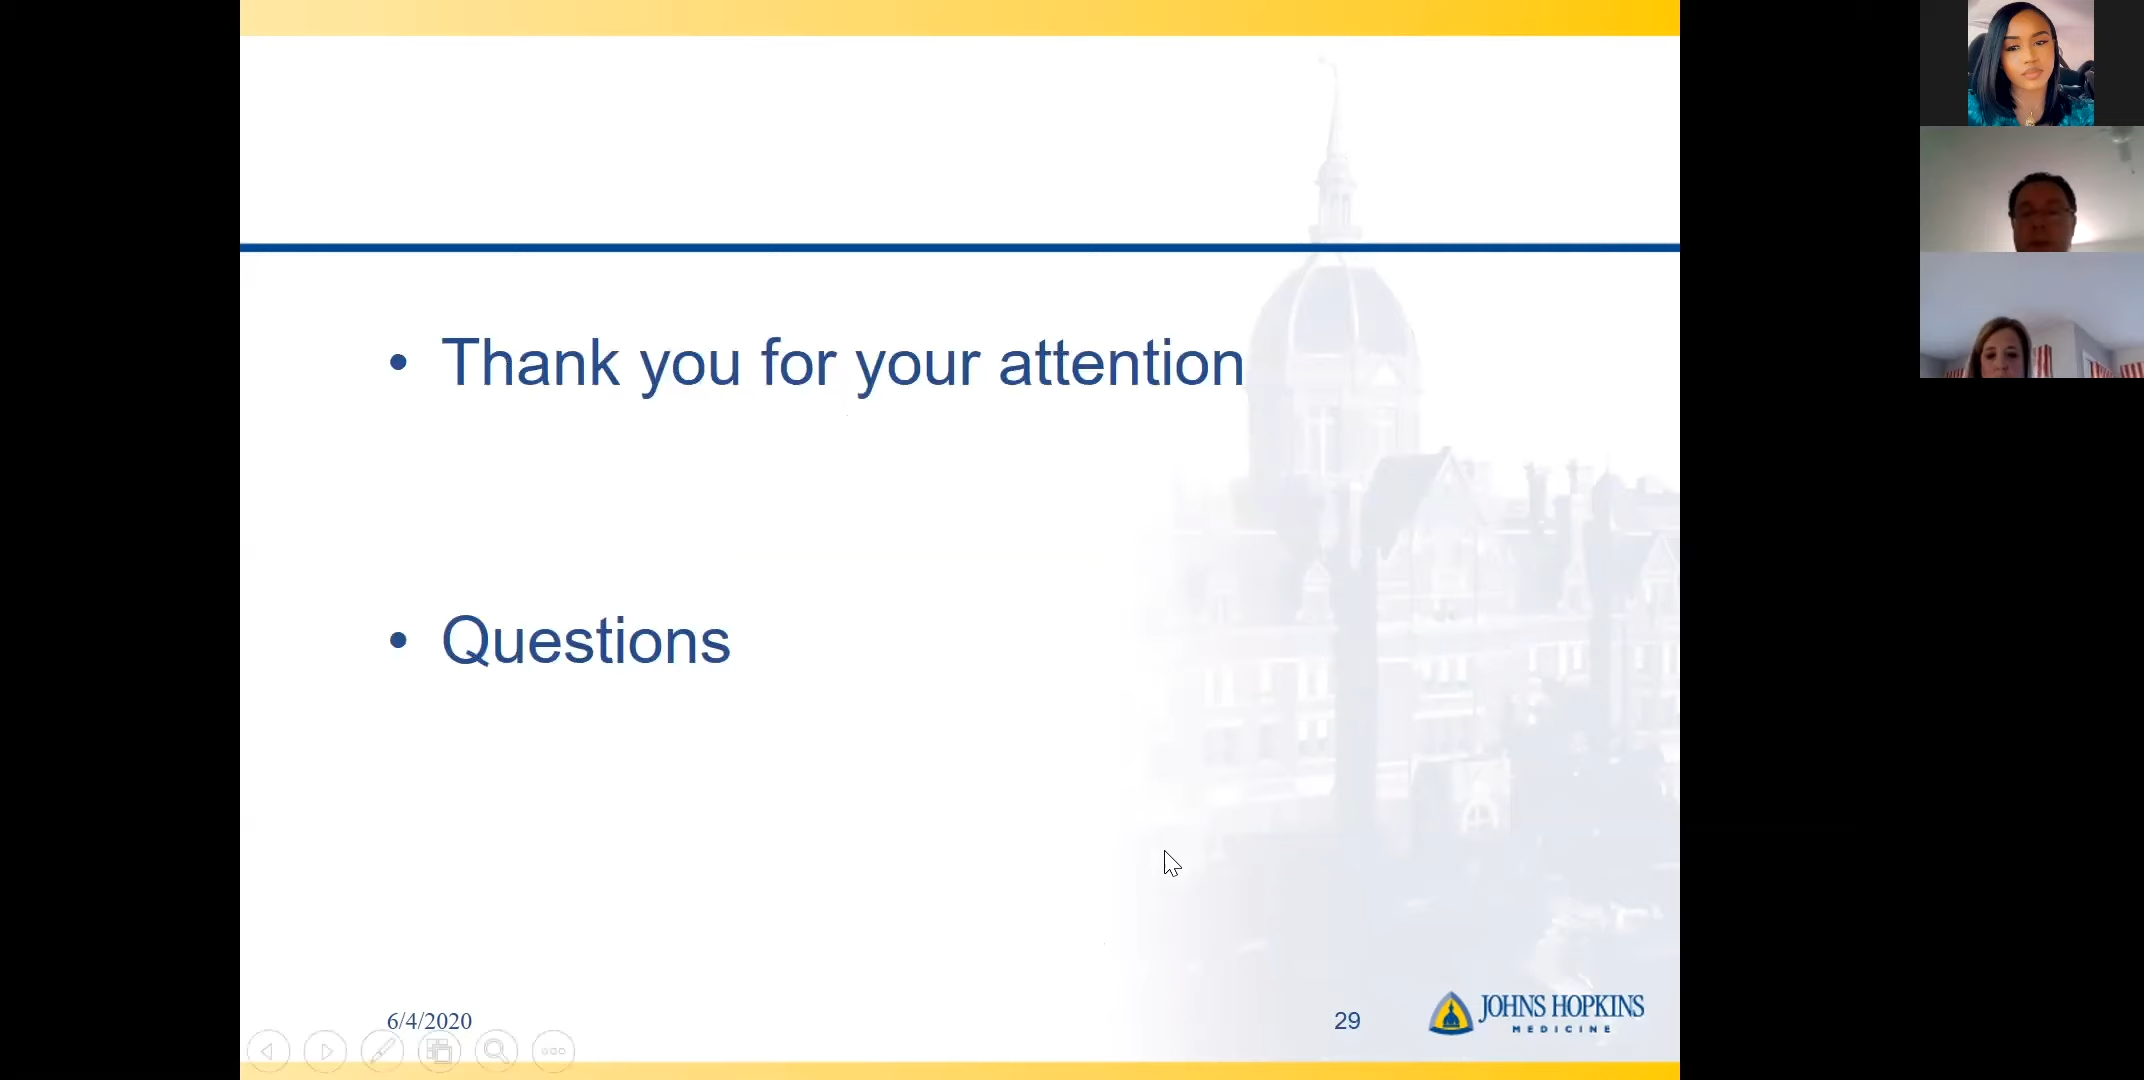 • Thank you for your attention
• Questions
6/4/2020
29
JOHNS HOPKINS
MEDICINE